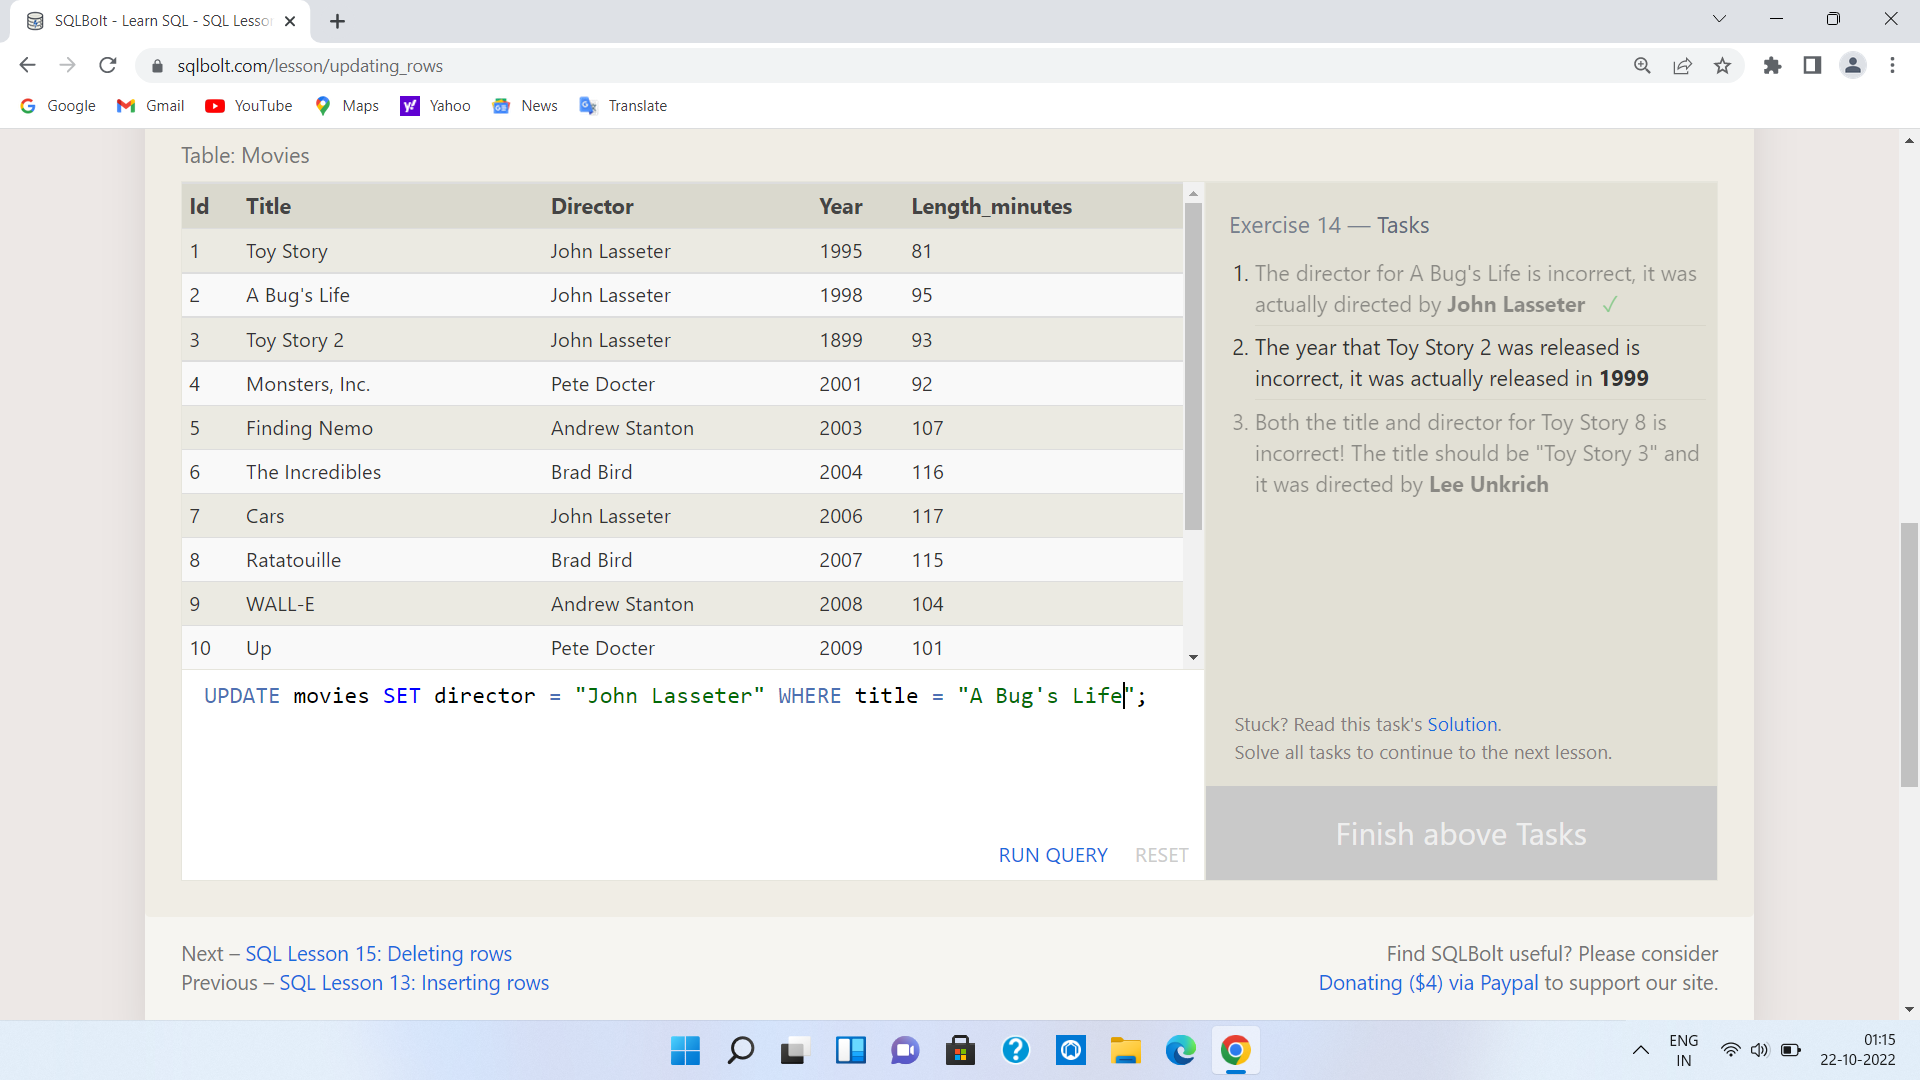 SQLBolt - Learn SQL - SQL Lesso
sqlbolt.com/lesson/updating_rows
Google Gmail YouTube Maps Yahoo News Translate
Table: Movies
Id Title Director Year Length_minutes
1 Toy Story John Lasseter 1995 81
2 A Bug's Life John Lasseter 1998 95
3 Toy Story 2 John Lasseter 1899 93
4 Monsters, Inc. Pete Docter 2001 92
5 Finding Nemo Andrew Stanton 2003 107
6 The Incredibles Brad Bird 2004 116
7 Cars John Lasseter 2006 117
8 Ratatouille Brad Bird 2007 115
9 WALL-E Andrew Stanton 2008 104
10 Up Pete Docter 2009 101
UPDATE movies SET director = "John Lasseter" WHERE title = "A Bug's Life";
RUN QUERY RESET
Exercise 14 — Tasks
1. The director for A Bug's Life is incorrect, it was
actually directed by John Lasseter ✓
2. The year that Toy Story 2 was released is
incorrect, it was actually released in 1999
3. Both the title and director for Toy Story 8 is
incorrect! The title should be "Toy Story 3" and
it was directed by Lee Unkrich
Stuck? Read this task's Solution.
Solve all tasks to continue to the next lesson.
Finish above Tasks
Next – SQL Lesson 15: Deleting rows
Previous – SQL Lesson 13: Inserting rows
Find SQLBolt useful? Please consider
Donating ($4) via Paypal to support our site.
ENG
IN
01:15
22-10-2022